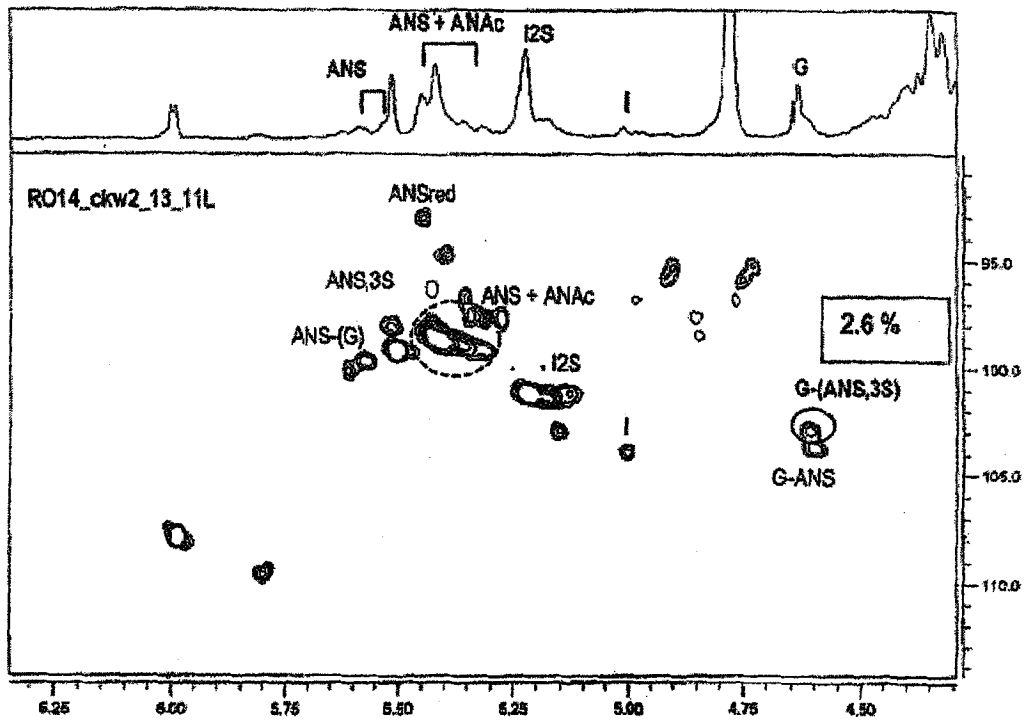 ANS + ANAc
I2S
ANS
I
G
RO14_ckw2_13_11L
ANSred
95.0
ANS,3S
ANS + ANAc
2.6 %
ANS-(G)
I2S
100.0
G-(ANS,3S)
I
G-ANS
105.0
110.0
6.25 6.00 5.75 5.50 5.25 5.00 4.75 4.50